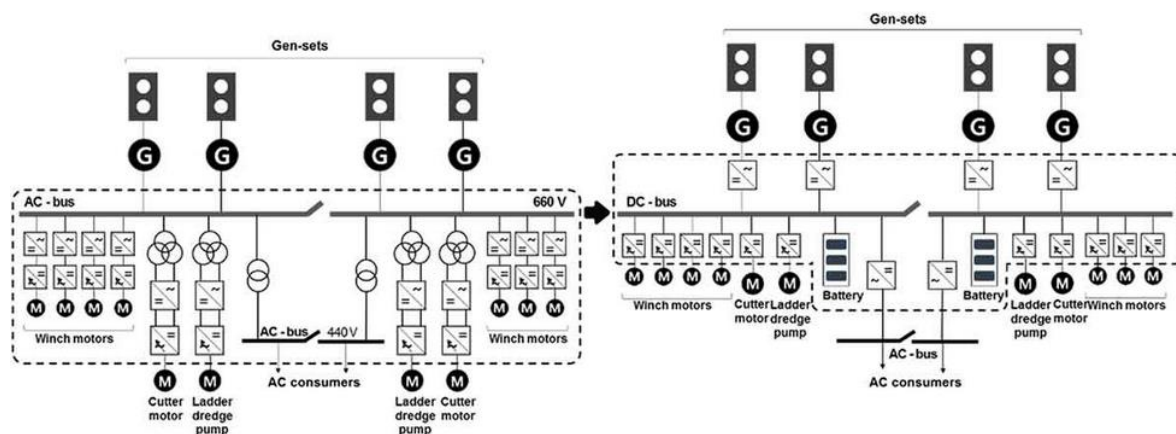 Gen-sets
G G G G
AC - bus
660 V
M M M M
M M M
Winch motors
AC - bus
440 V
Winch motors
M M
AC consumers
M M
Cutter
motor
Ladder
dredge
pump
Ladder
dredge
pump
Cutter
motor
Gen-sets
G G G G
DC - bus
M M M M M M
M M M M M
Winch motors
Cutter
motor
Ladder
dredge
pump
Battery
Battery
Ladder
dredge
pump
Cutter
motor
Winch motors
AC - bus
AC consumers